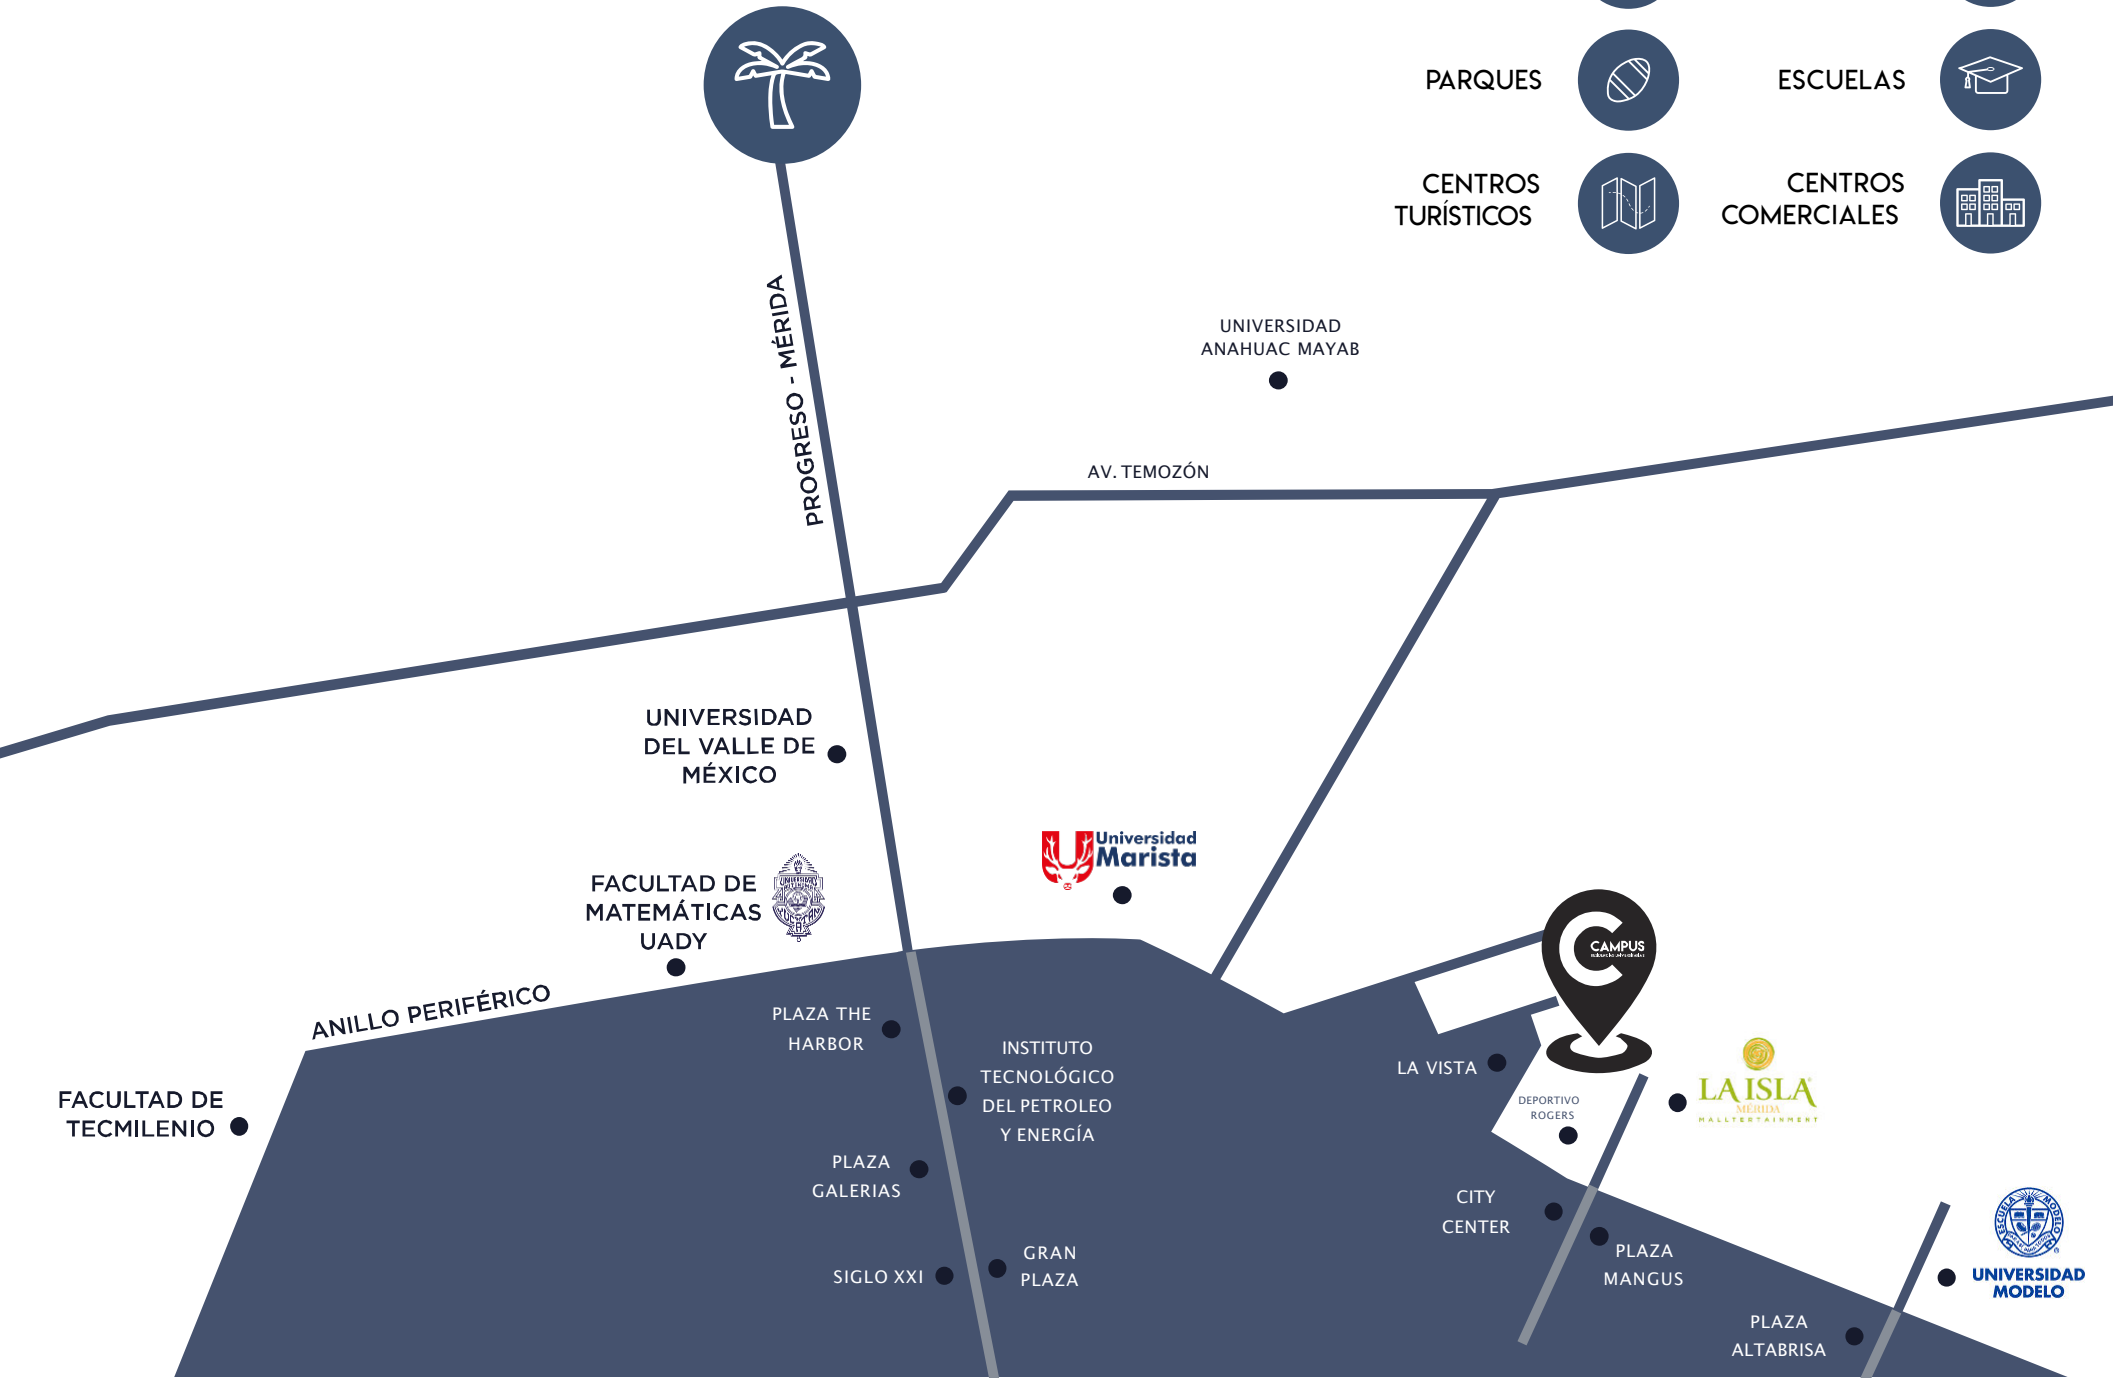 PARQUES
ESCUELAS
CENTROS
TURÍSTICOS
CENTROS
COMERCIALES
PROGRESO - MÉRIDA
UNIVERSIDAD
ANAHUAC MAYAB
AV. TEMOZÓN
UNIVERSIDAD
DEL VALLE DE
MÉXICO
Universidad
Marista
FACULTAD DE
MATEMÁTICAS
UADY
CAMPUS
ANILLO PERIFÉRICO
PLAZA THE
HARBOR
INSTITUTO
TECNOLÓGICO
DEL PETROLEO
Y ENERGÍA
LA VISTA
DEPORTIVO
ROGERS
LA ISLA
MÉRIDA
MALLTERTAINMENT
FACULTAD DE
TECMILENIO
PLAZA
GALERIAS
CITY
CENTER
PLAZA
MANGUS
SIGLO XXI
GRAN
PLAZA
ESCUELA MODELO
UNIVERSIDAD
MODELO
PLAZA
ALTABRISA